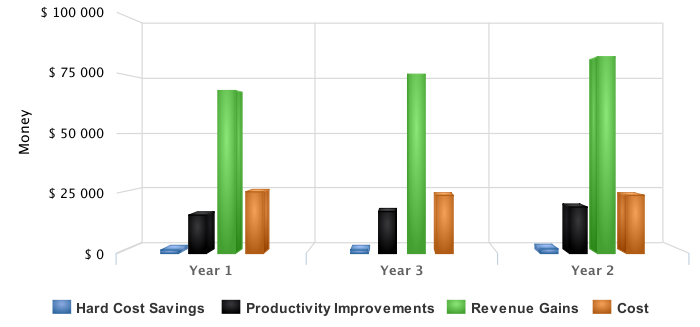 $ 100 000
$ 75 000
$ 50 000
$ 25 000
$ 0
Money
Year 1 Year 3 Year 2
Hard Cost Savings Productivity Improvements Revenue Gains Cost